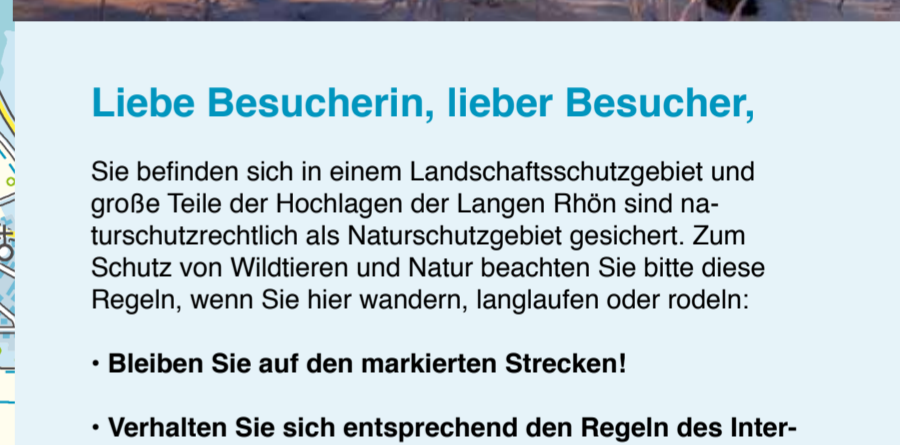 Liebe Besucherin, lieber Besucher,
Sie befinden sich in einem Landschaftsschutzgebiet und
große Teile der Hochlagen der Langen Rhön sind na-
turschutzrechtlich als Naturschutzgebiet gesichert. Zum
Schutz von Wildtieren und Natur beachten Sie bitte diese
Regeln, wenn Sie hier wandern, langlaufen oder rodeln:
• Bleiben Sie auf den markierten Strecken!
• Verhalten Sie sich entsprechend den Regeln des Inter-